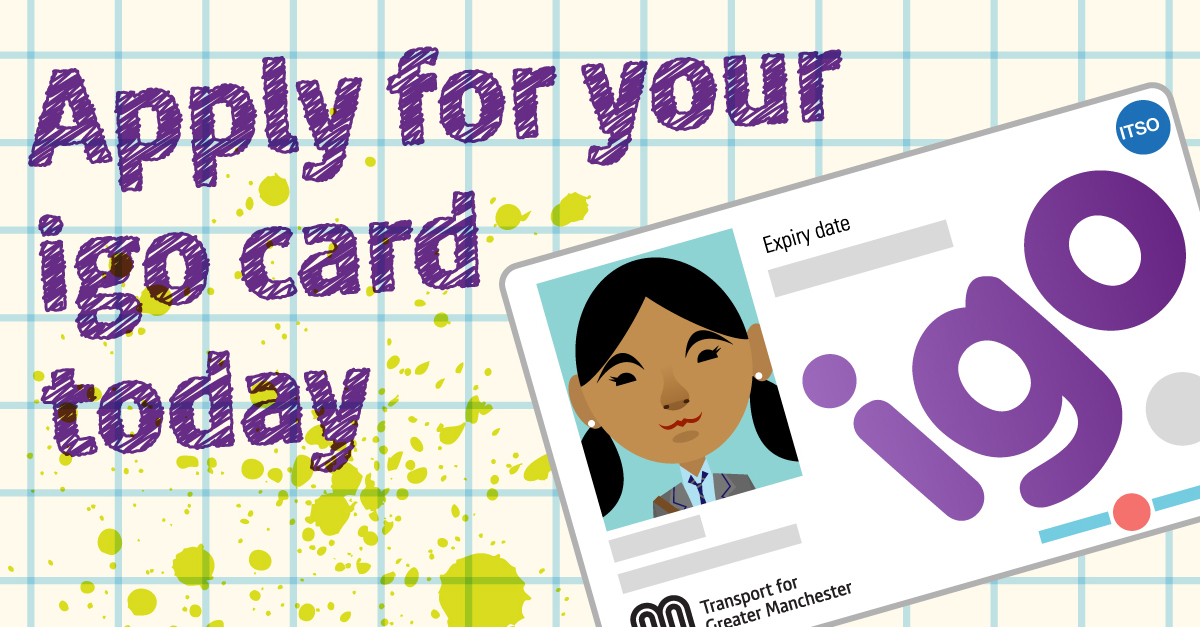 Apply for your
igo card
today
ITSO
Expiry date
igo
Transport for
Greater Manchester